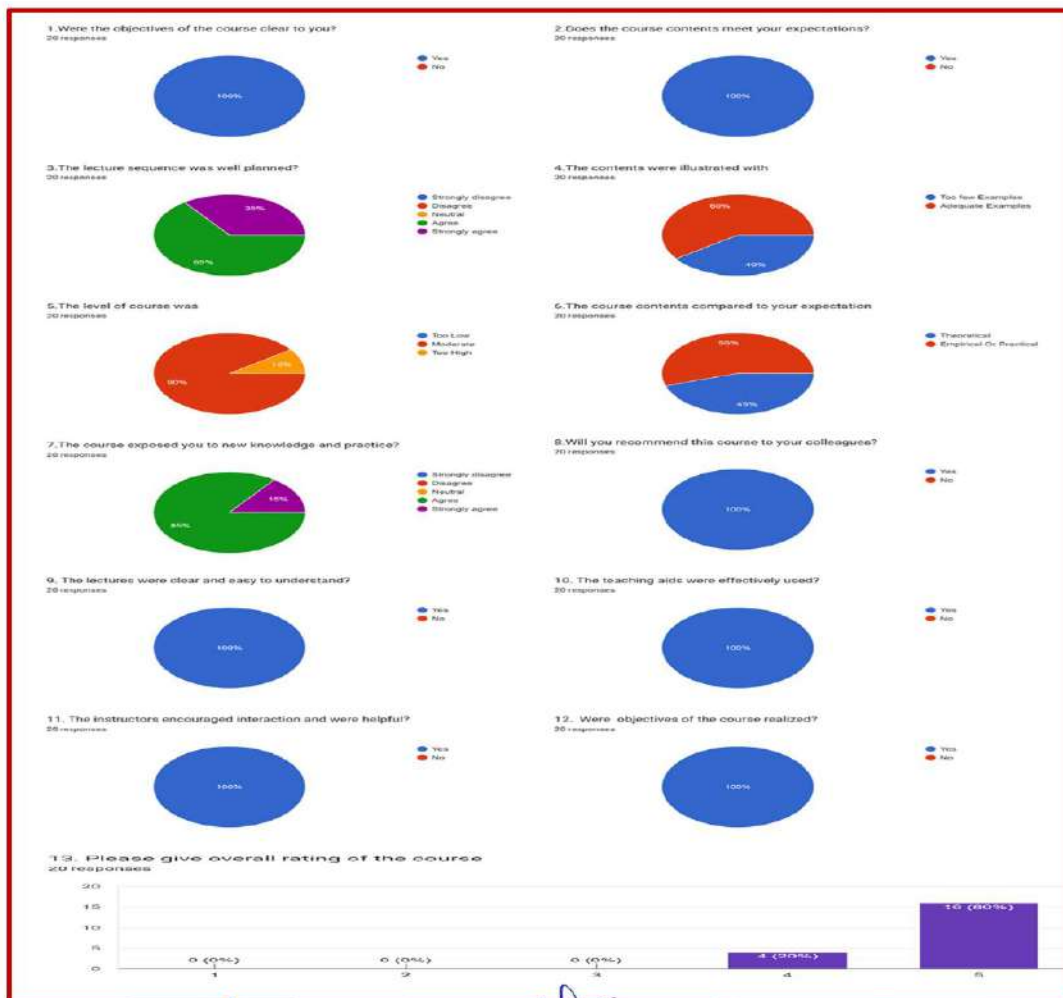 1.Were the objectives of the course clear to you?
20 responses
Yes
No
100%
2.Does the course contents meet your expectations?
20 responses
Yes
No
100%
3.The lecture sequence was well planned?
20 responses
Strongly disagree
Disagree
Neutral
Agree
Strongly agree
35%
65%
4.The contents were illustrated with
20 responses
Too few Examples
Adequate Examples
60%
40%
5.The level of course was
20 responses
Too Low
Moderate
Too High
10%
90%
6.The course contents compared to your expectation
20 responses
Theoretical
Empirical Or Practical
55%
45%
7.The course exposed you to new knowledge and practice?
20 responses
Strongly disagree
Disagree
Neutral
Agree
Strongly agree
15%
85%
8.Will you recommend this course to your colleagues?
20 responses
Yes
No
100%
9. The lectures were clear and easy to understand?
20 responses
Yes
No
100%
10. The teaching aids were effectively used?
20 responses
Yes
No
100%
11. The instructors encouraged interaction and were helpful?
20 responses
Yes
No
100%
12. Were objectives of the course realized?
20 responses
Yes
No
100%
13. Please give overall rating of the course
20 responses
20
15
10
5
0
0 (0%)
0 (0%)
0 (0%)
4 (20%)
16 (80%)
1
2
3
4
5